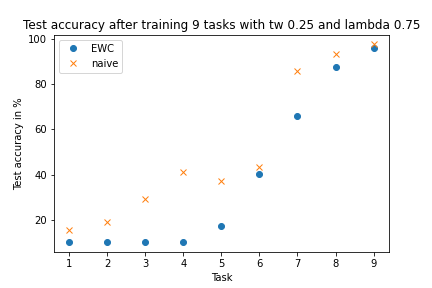 Test accuracy after training 9 tasks with tw 0.25 and lambda 0.75
100
EWC
naive
80
60
40
20
Test accuracy in %
1 2 3 4 5 6 7 8 9
Task